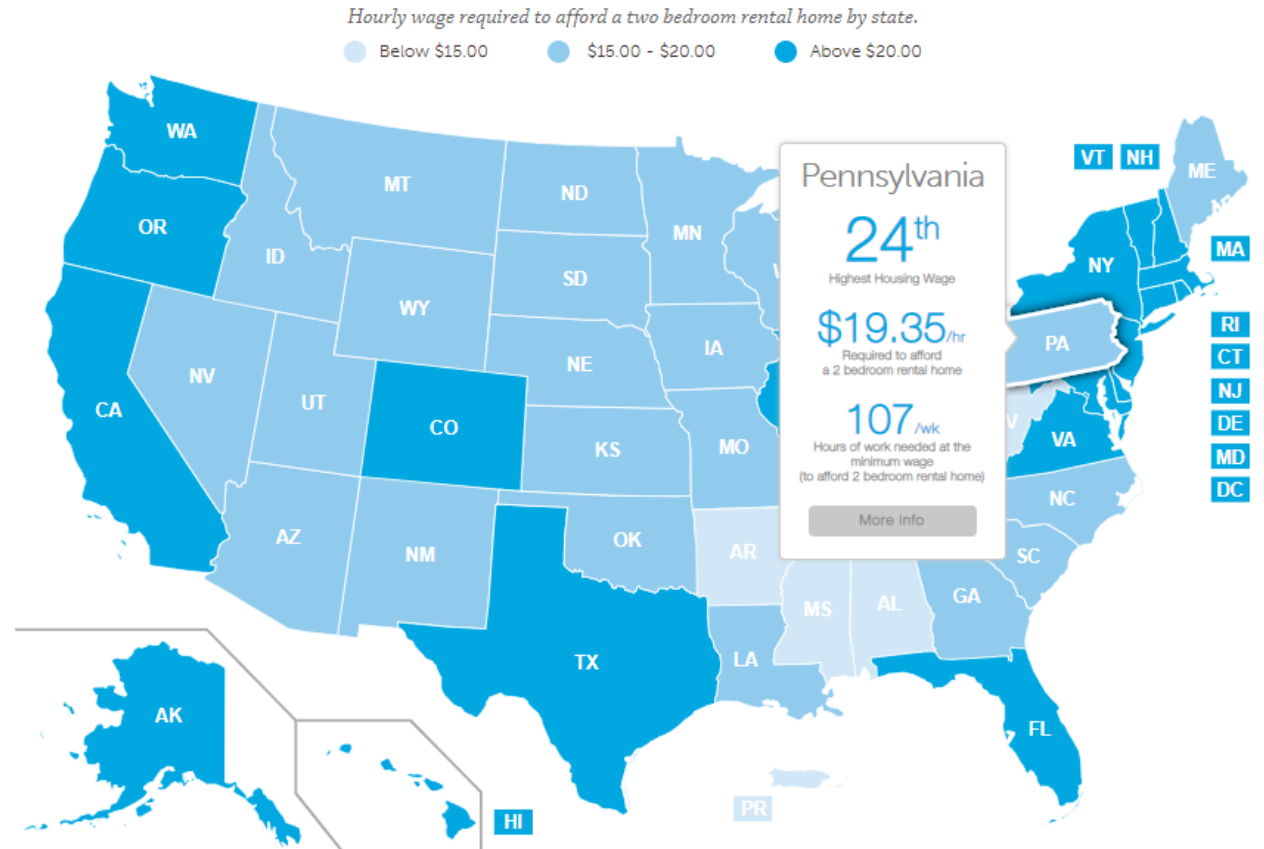 Hourly wage required to afford a two bedroom rental home by state.
Below $15.00
$15.00 - $20.00
Above $20.00
WA
OR
CA
ID
NV
MT
WY
UT
AZ
CO
NM
ND
SD
NE
KS
OK
TX
MN
IA
MO
AR
LA
MS
AL
GA
FL
SC
NC
VA
PA
NY
VT
NH
ME
MA
RI
CT
NJ
DE
MD
DC
AK
HI
PR
Pennsylvania
24th
Highest Housing Wage
$19.35/hr
Required to afford
a 2 bedroom rental home
107/wk
Hours of work needed at the
minimum wage
(to afford 2 bedroom rental home)
More info